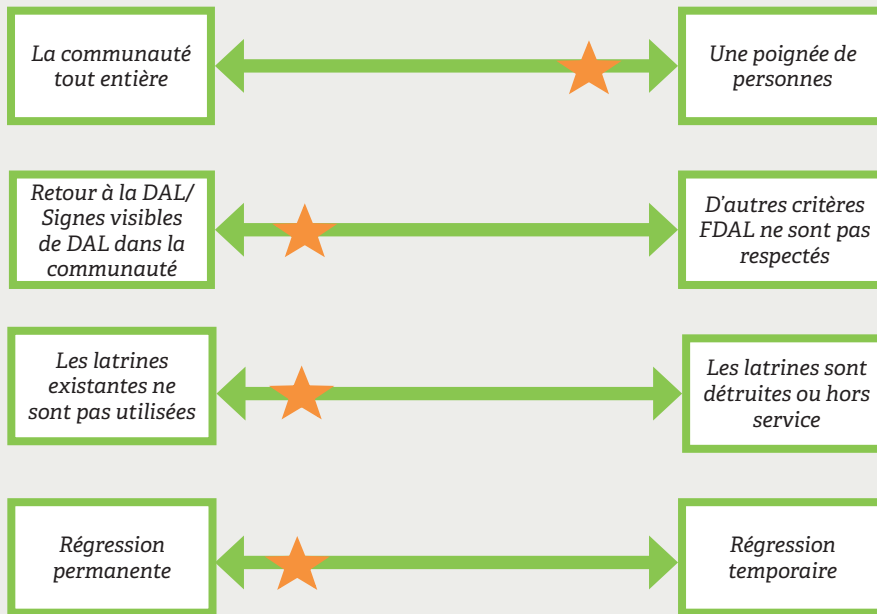 La communauté
tout entière
Une poignée de
personnes
Retour à la DAL/
Signes visibles
de DAL dans la
communauté
D'autres critères
FDAL ne sont pas
respectés
Les latrines
existantes ne
sont pas utilisées
Les latrines sont
détruites ou hors
service
Régression
permanente
Régression
temporaire